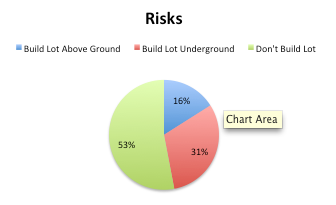 Risks
Build Lot Above Ground Build Lot Underground Don't Build Lot
16%
Chart Area
53%
31%